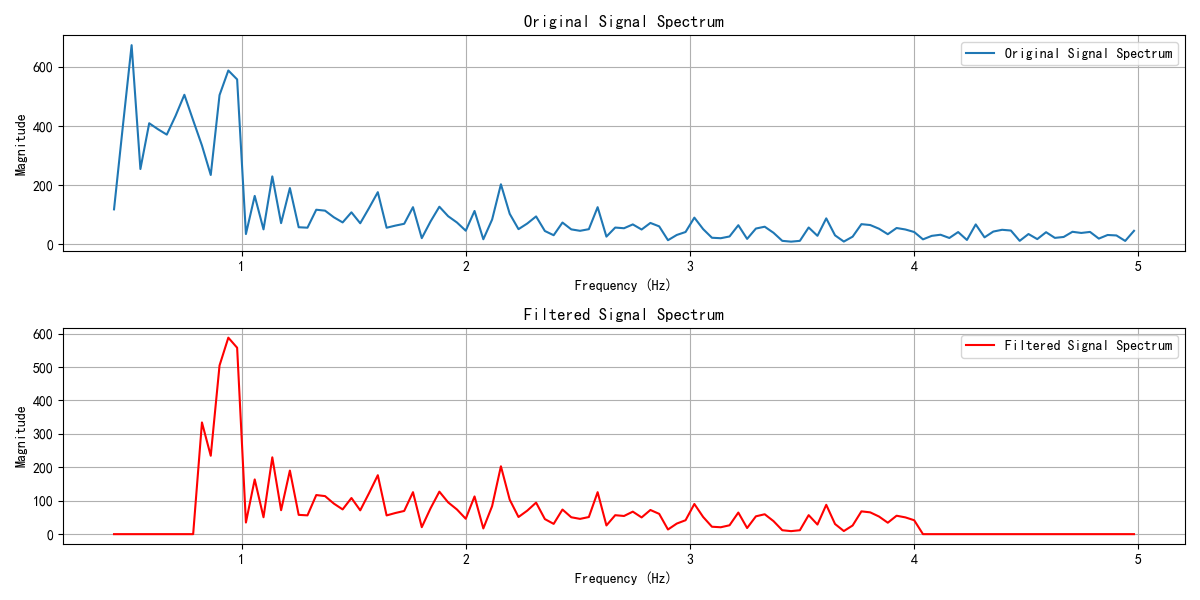 Original Signal Spectrum
Original Signal Spectrum
Magnitude
600
400
200
0
1
2
3
4
5
Frequency (Hz)
Filtered Signal Spectrum
Filtered Signal Spectrum
Magnitude
600
500
400
300
200
100
0
1
2
3
4
5
Frequency (Hz)